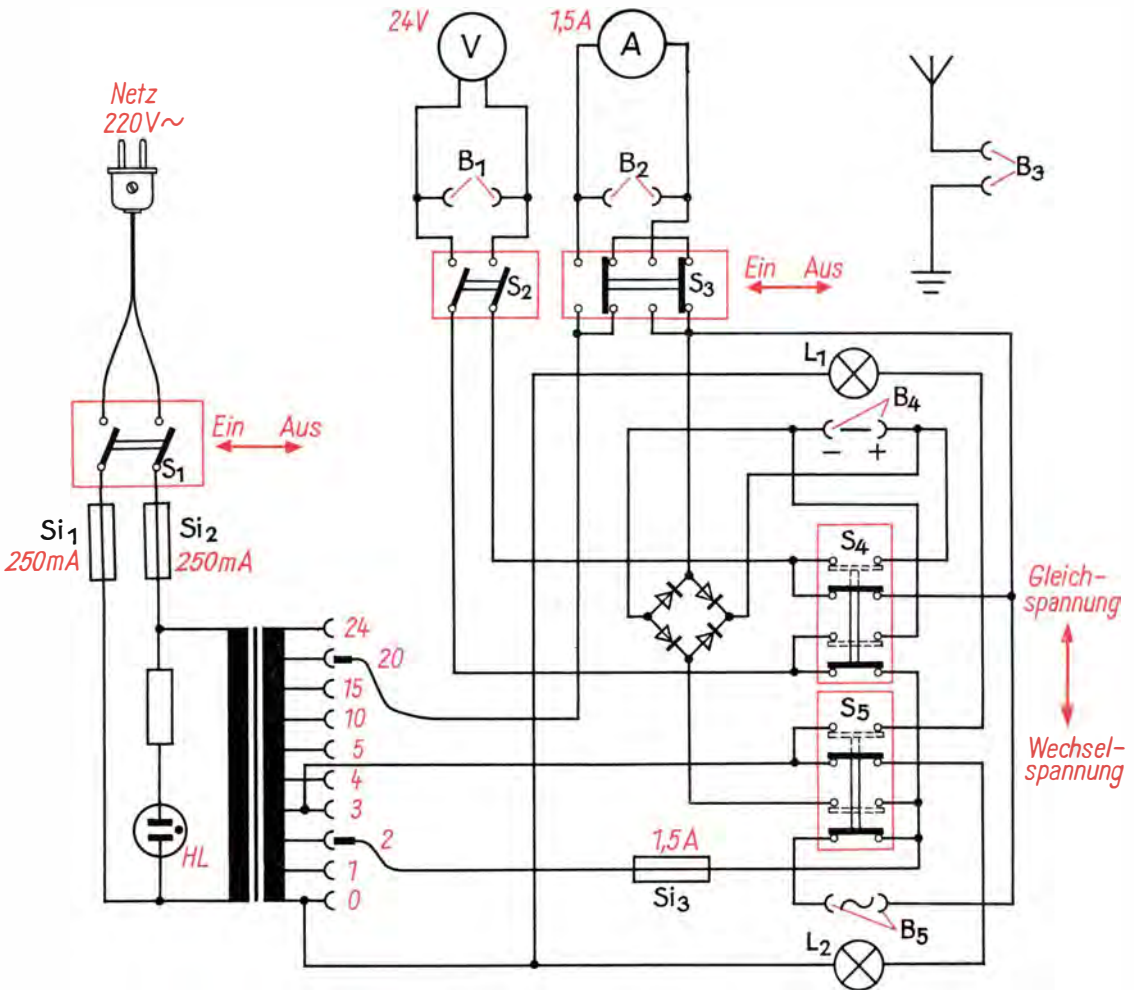 24V
V
1,5A
A
Netz
220V~
B1
B2
B3
S2
S3
Ein Aus
L1
B4
− +
Ein Aus
S1
Si1
250mA
Si2
250mA
S4
Gleich-
spannung
24
20
15
10
5
4
3
2
1
0
S5
Wechsel-
spannung
HL
1,5A
Si3
B5
L2